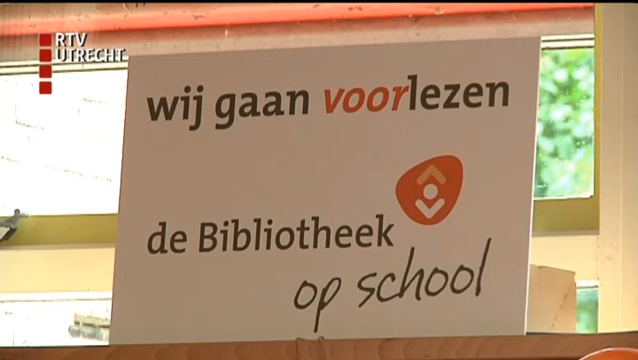 RTV
UTRECHT
wij gaan voorlezen
de Bibliotheek
op school